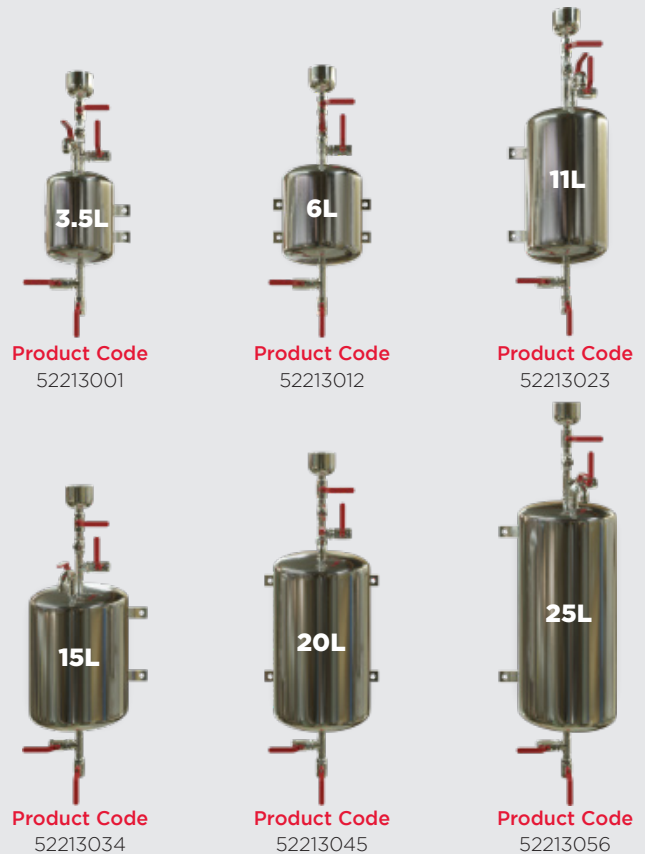 3.5L
6L
11L
Product Code
52213001
Product Code
52213012
Product Code
52213023
15L
20L
25L
Product Code
52213034
Product Code
52213045
Product Code
52213056